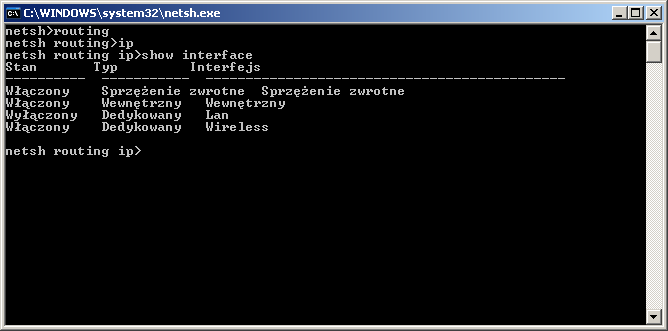 C:\WINDOWS\system32\netsh.exe
netsh>routing
netsh routing>ip
netsh routing ip>show interface
Stan       Typ         Interfejs
----------  -----------  ---------------------------------------------
Włączony    Sprzężenie zwrotne  Sprzężenie zwrotne
Włączony    Wewnętrzny   Wewnętrzny
Wyłączony   Dedykowany   Lan
Włączony    Dedykowany   Wireless
netsh routing ip>